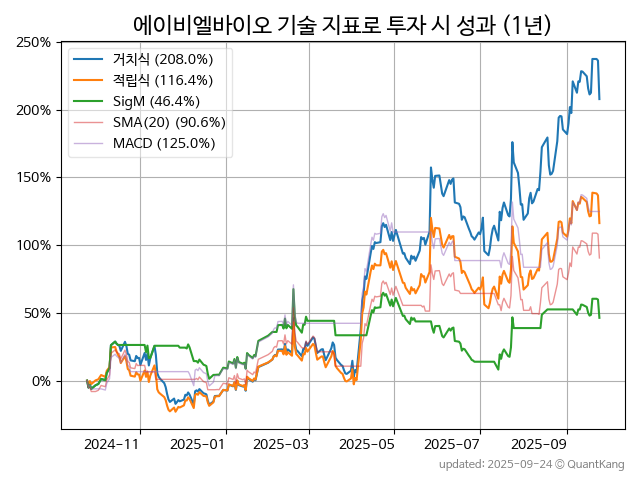 에이비엘바이오 기술 지표로 투자 시 성과 (1년)
250%
200%
150%
100%
50%
0%
거치식 (208.0%)
적립식 (116.4%)
SigM (46.4%)
SMA(20) (90.6%)
MACD (125.0%)
2024-11 2025-01 2025-03 2025-05 2025-07 2025-09
updated: 2025-09-24 © QuantKang